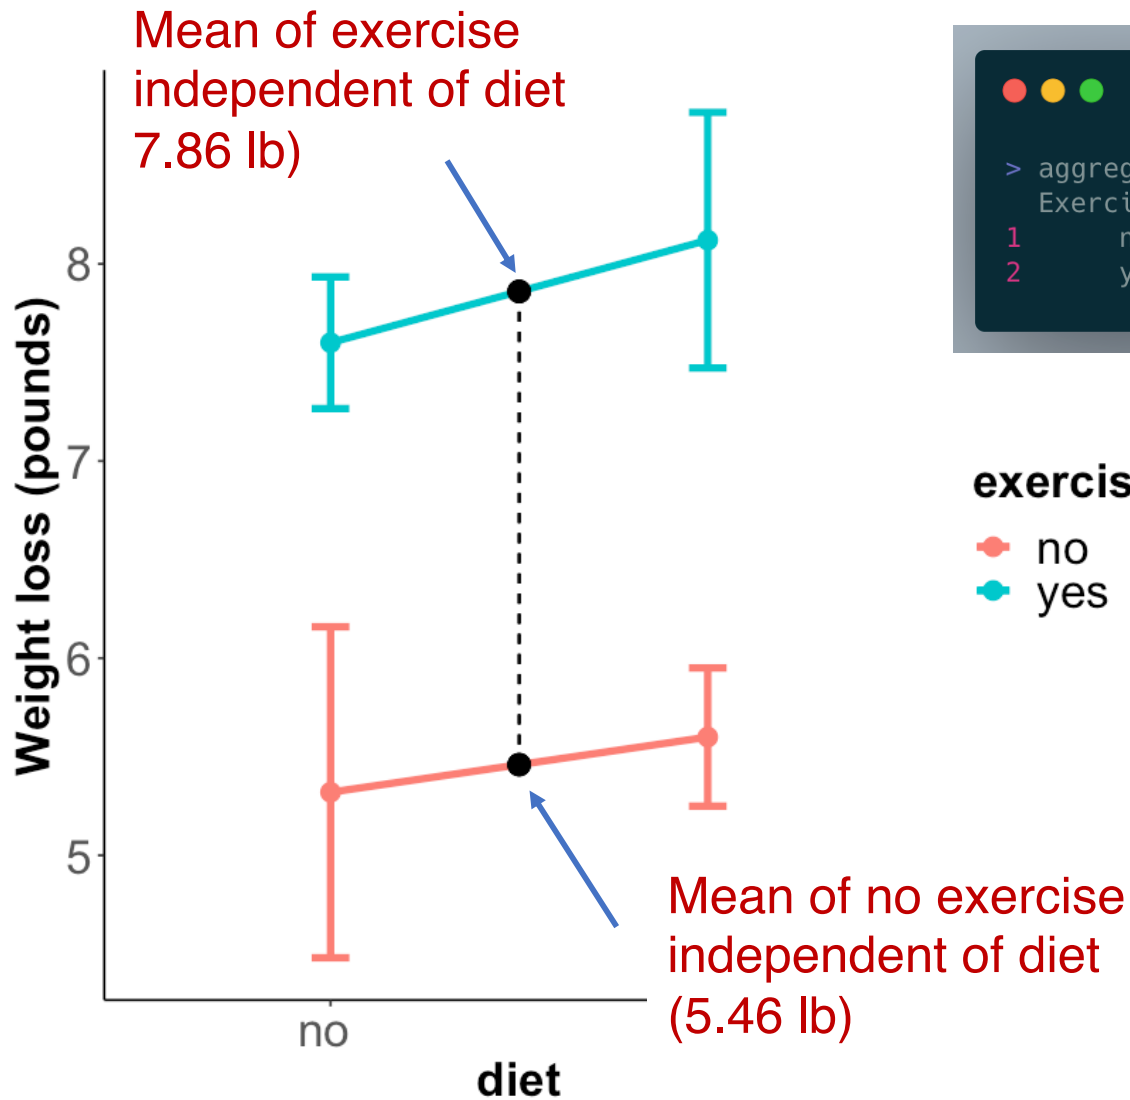 Mean of exercise
independent of diet
7.86 lb)
> aggreg
Exerci
1 n
2 y
8
7
6
5
Weight loss (pounds)
exercis
no
yes
Mean of no exercise
independent of diet
(5.46 lb)
no
diet